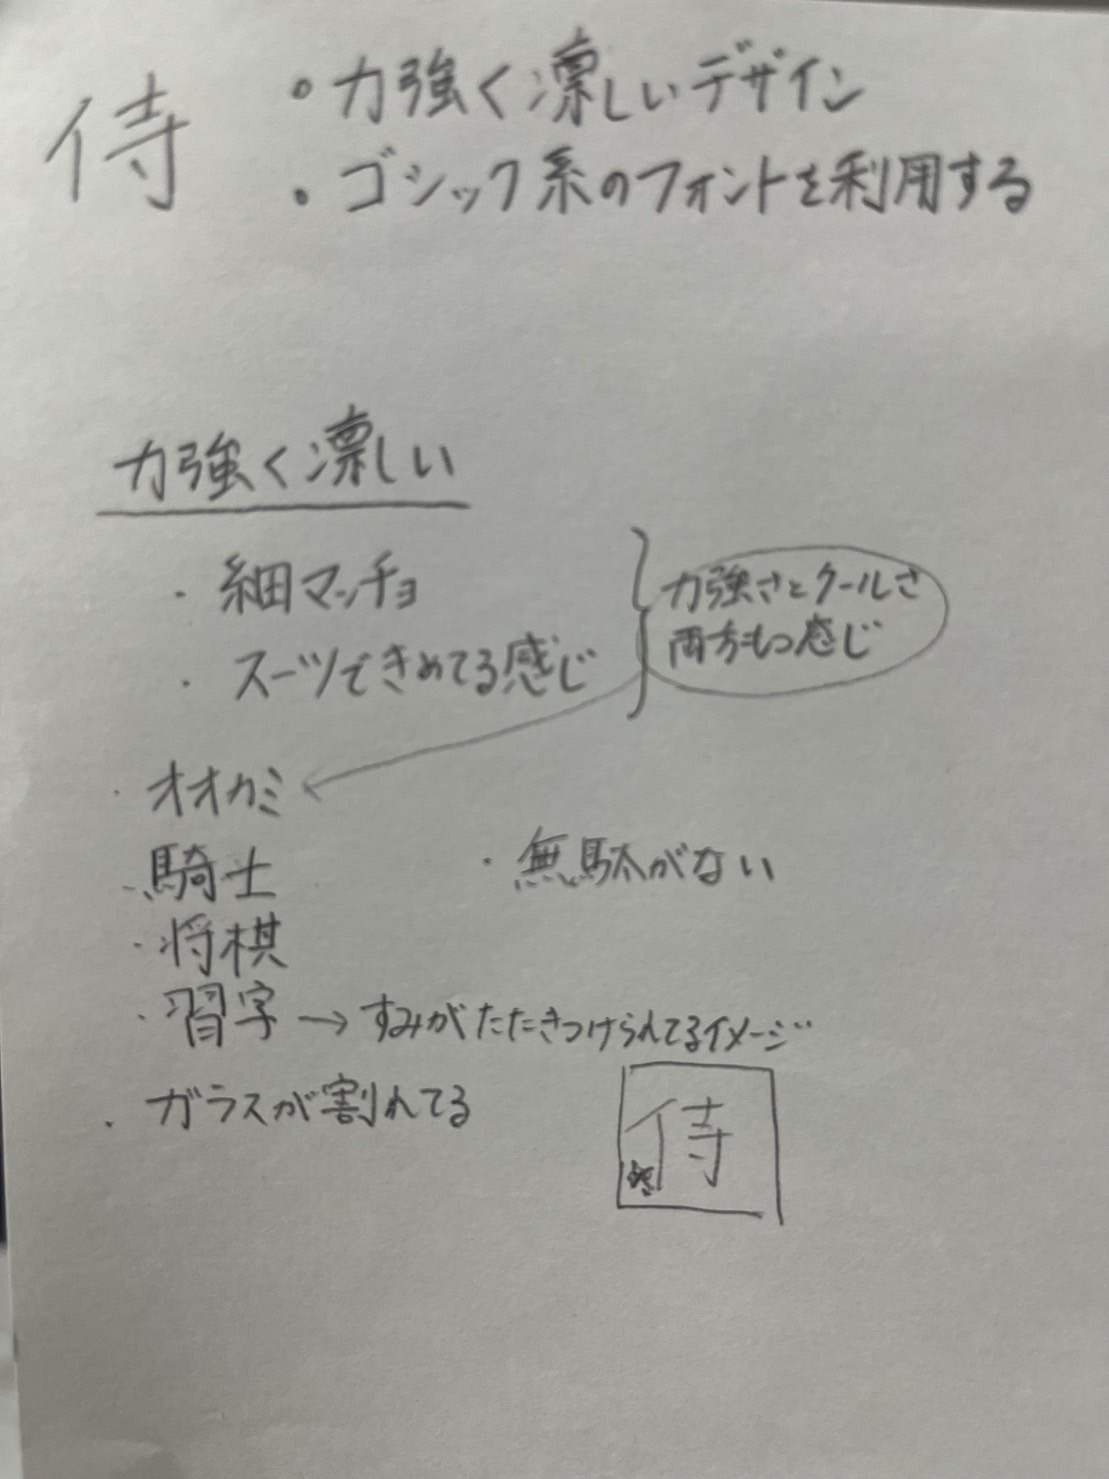 侍
・力強く凛しいデザイン
・ゴシック系のフォントを利用する
力強く凛しい
・細マッチョ
・スーツできめてる感じ
力強さとクールさ
両方もつ感じ
・オオカミ
・騎士
・無駄がない
・将棋
・習字→すみがたたきつけられてるイメージ
・ガラスが割れてる
侍